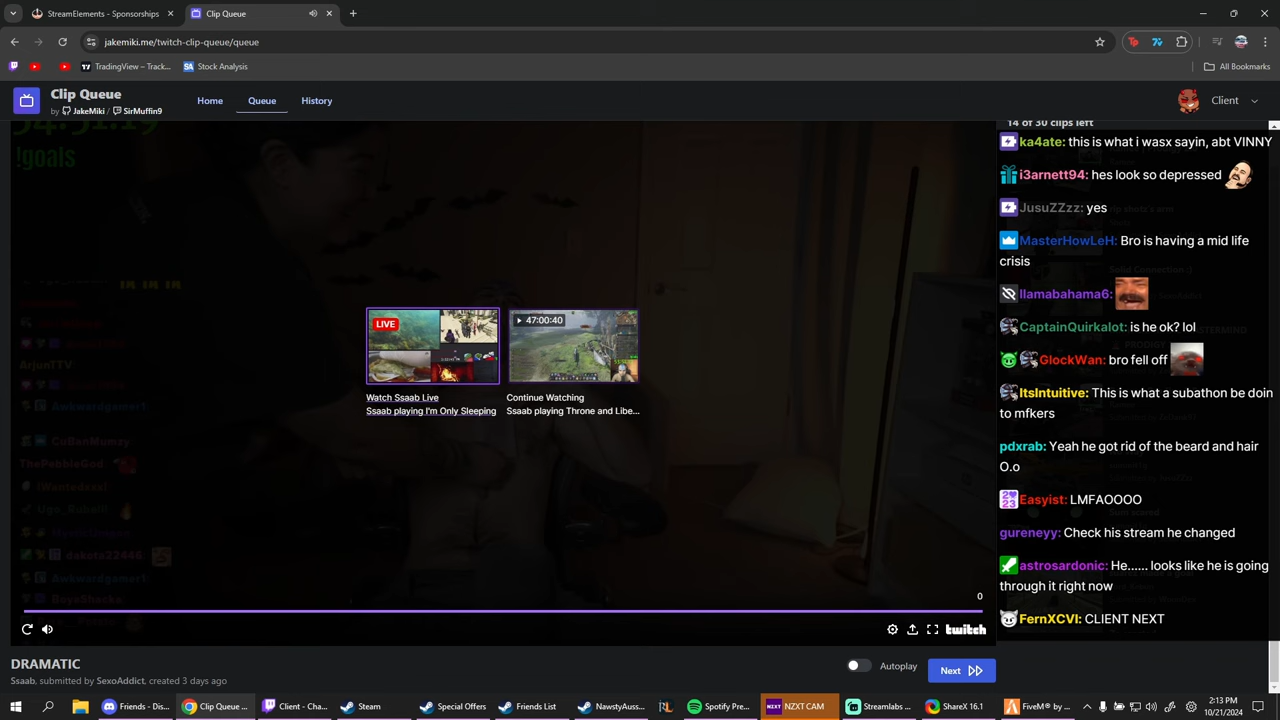 StreamElements - Sponsorships
Clip Queue
jakemiki.me/twitch-clip-queue/queue
TradingView – Track...
Stock Analysis
All Bookmarks
Clip Queue
by JakeMiki / SirMuffin9
Home
Queue
History
Client
14 of 30 clips left
!goals
ka4ate: this is what i wasx sayin, abt VINNY
i3arnett94: hes look so depressed
JusuZZzz: yes
MasterHowLeH: Bro is having a mid life
crisis
llamabahama6:
CaptainQuirkalot: is he ok? lol
GlockWan: bro fell off
ItsIntuitive: This is what a subathon be doin
to mfkers
pdxrab: Yeah he got rid of the beard and hair
O.o
Easyist: LMFAOOOO
gureneyy: Check his stream he changed
astrosardonic: He...... looks like he is going
through it right now
FernXCVI: CLIENT NEXT
LIVE
47:00:40
Watch Ssaab Live
Ssaab playing I'm Only Sleeping
Continue Watching
Ssaab playing Throne and Libe...
ArjunTTV
Awkwardgamer1
CuBanMumzy
ThePebbleGod
dakota22846
Awkwardgamer1
0
twitch
DRAMATIC
Ssaab, submitted by SexoAddict, created 3 days ago
Autoplay
Next
Friends - Dis...
Clip Queue ...
Client - Cha...
Steam
Special Offers
Friends List
NawstyAuss...
Spotify Pre...
NZXT
NZXT CAM
Streamlabs ...
ShareX 16.1
FiveM® by ...
2:13 PM
10/21/2024